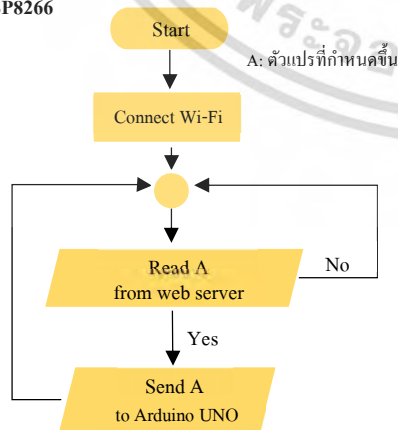 P8266
Start
A: ตัวแปรที่กำหนดขึ้น
Connect Wi-Fi
Read A
from web server
No
Yes
Send A
to Arduino UNO